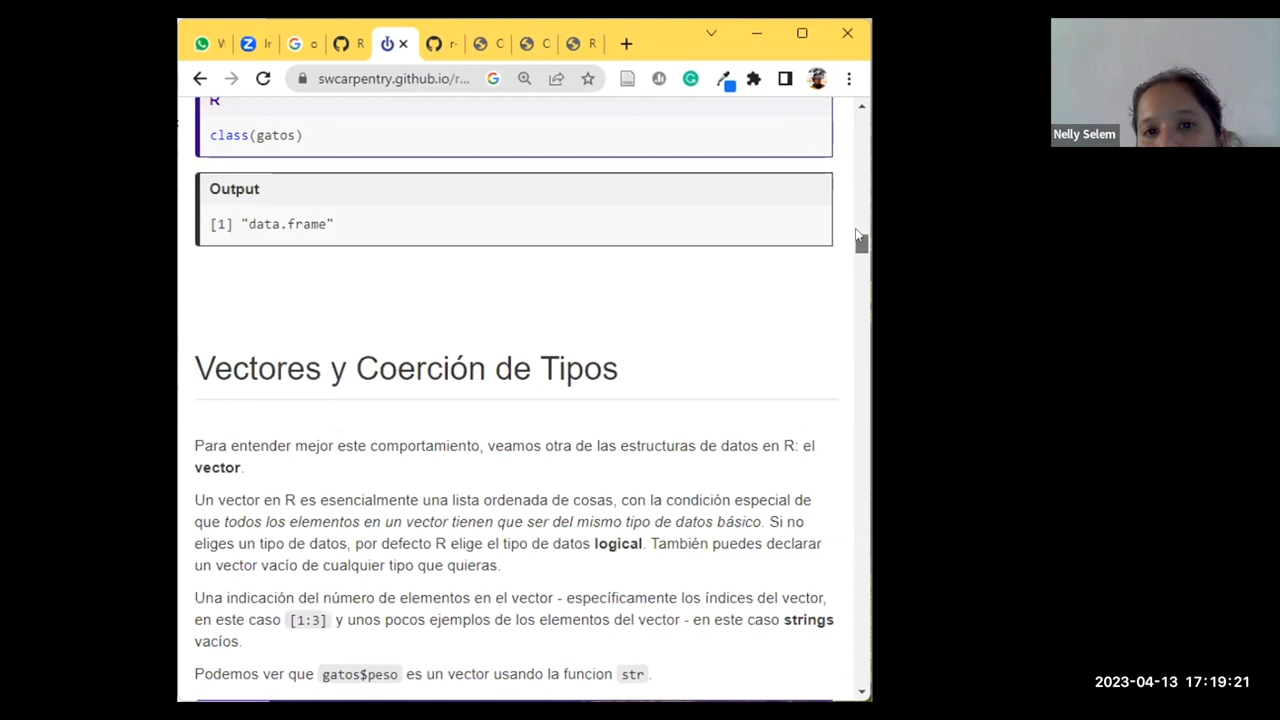 swcarpentry.github.io/r...
Nelly Selem
R
class(gatos)
Output
[1] "data.frame"
Vectores y Coerción de Tipos
Para entender mejor este comportamiento, veamos otra de las estructuras de datos en R: el
vector.
Un vector en R es esencialmente una lista ordenada de cosas, con la condición especial de
que todos los elementos en un vector tienen que ser del mismo tipo de datos básico. Si no
eliges un tipo de datos, por defecto R elige el tipo de datos logical. También puedes declarar
un vector vacío de cualquier tipo que quieras.
Una indicación del número de elementos en el vector - específicamente los índices del vector,
en este caso [1:3] y unos pocos ejemplos de los elementos del vector - en este caso strings
vacíos.
Podemos ver que gatos$peso es un vector usando la funcion str.
2023-04-13 17:19:21